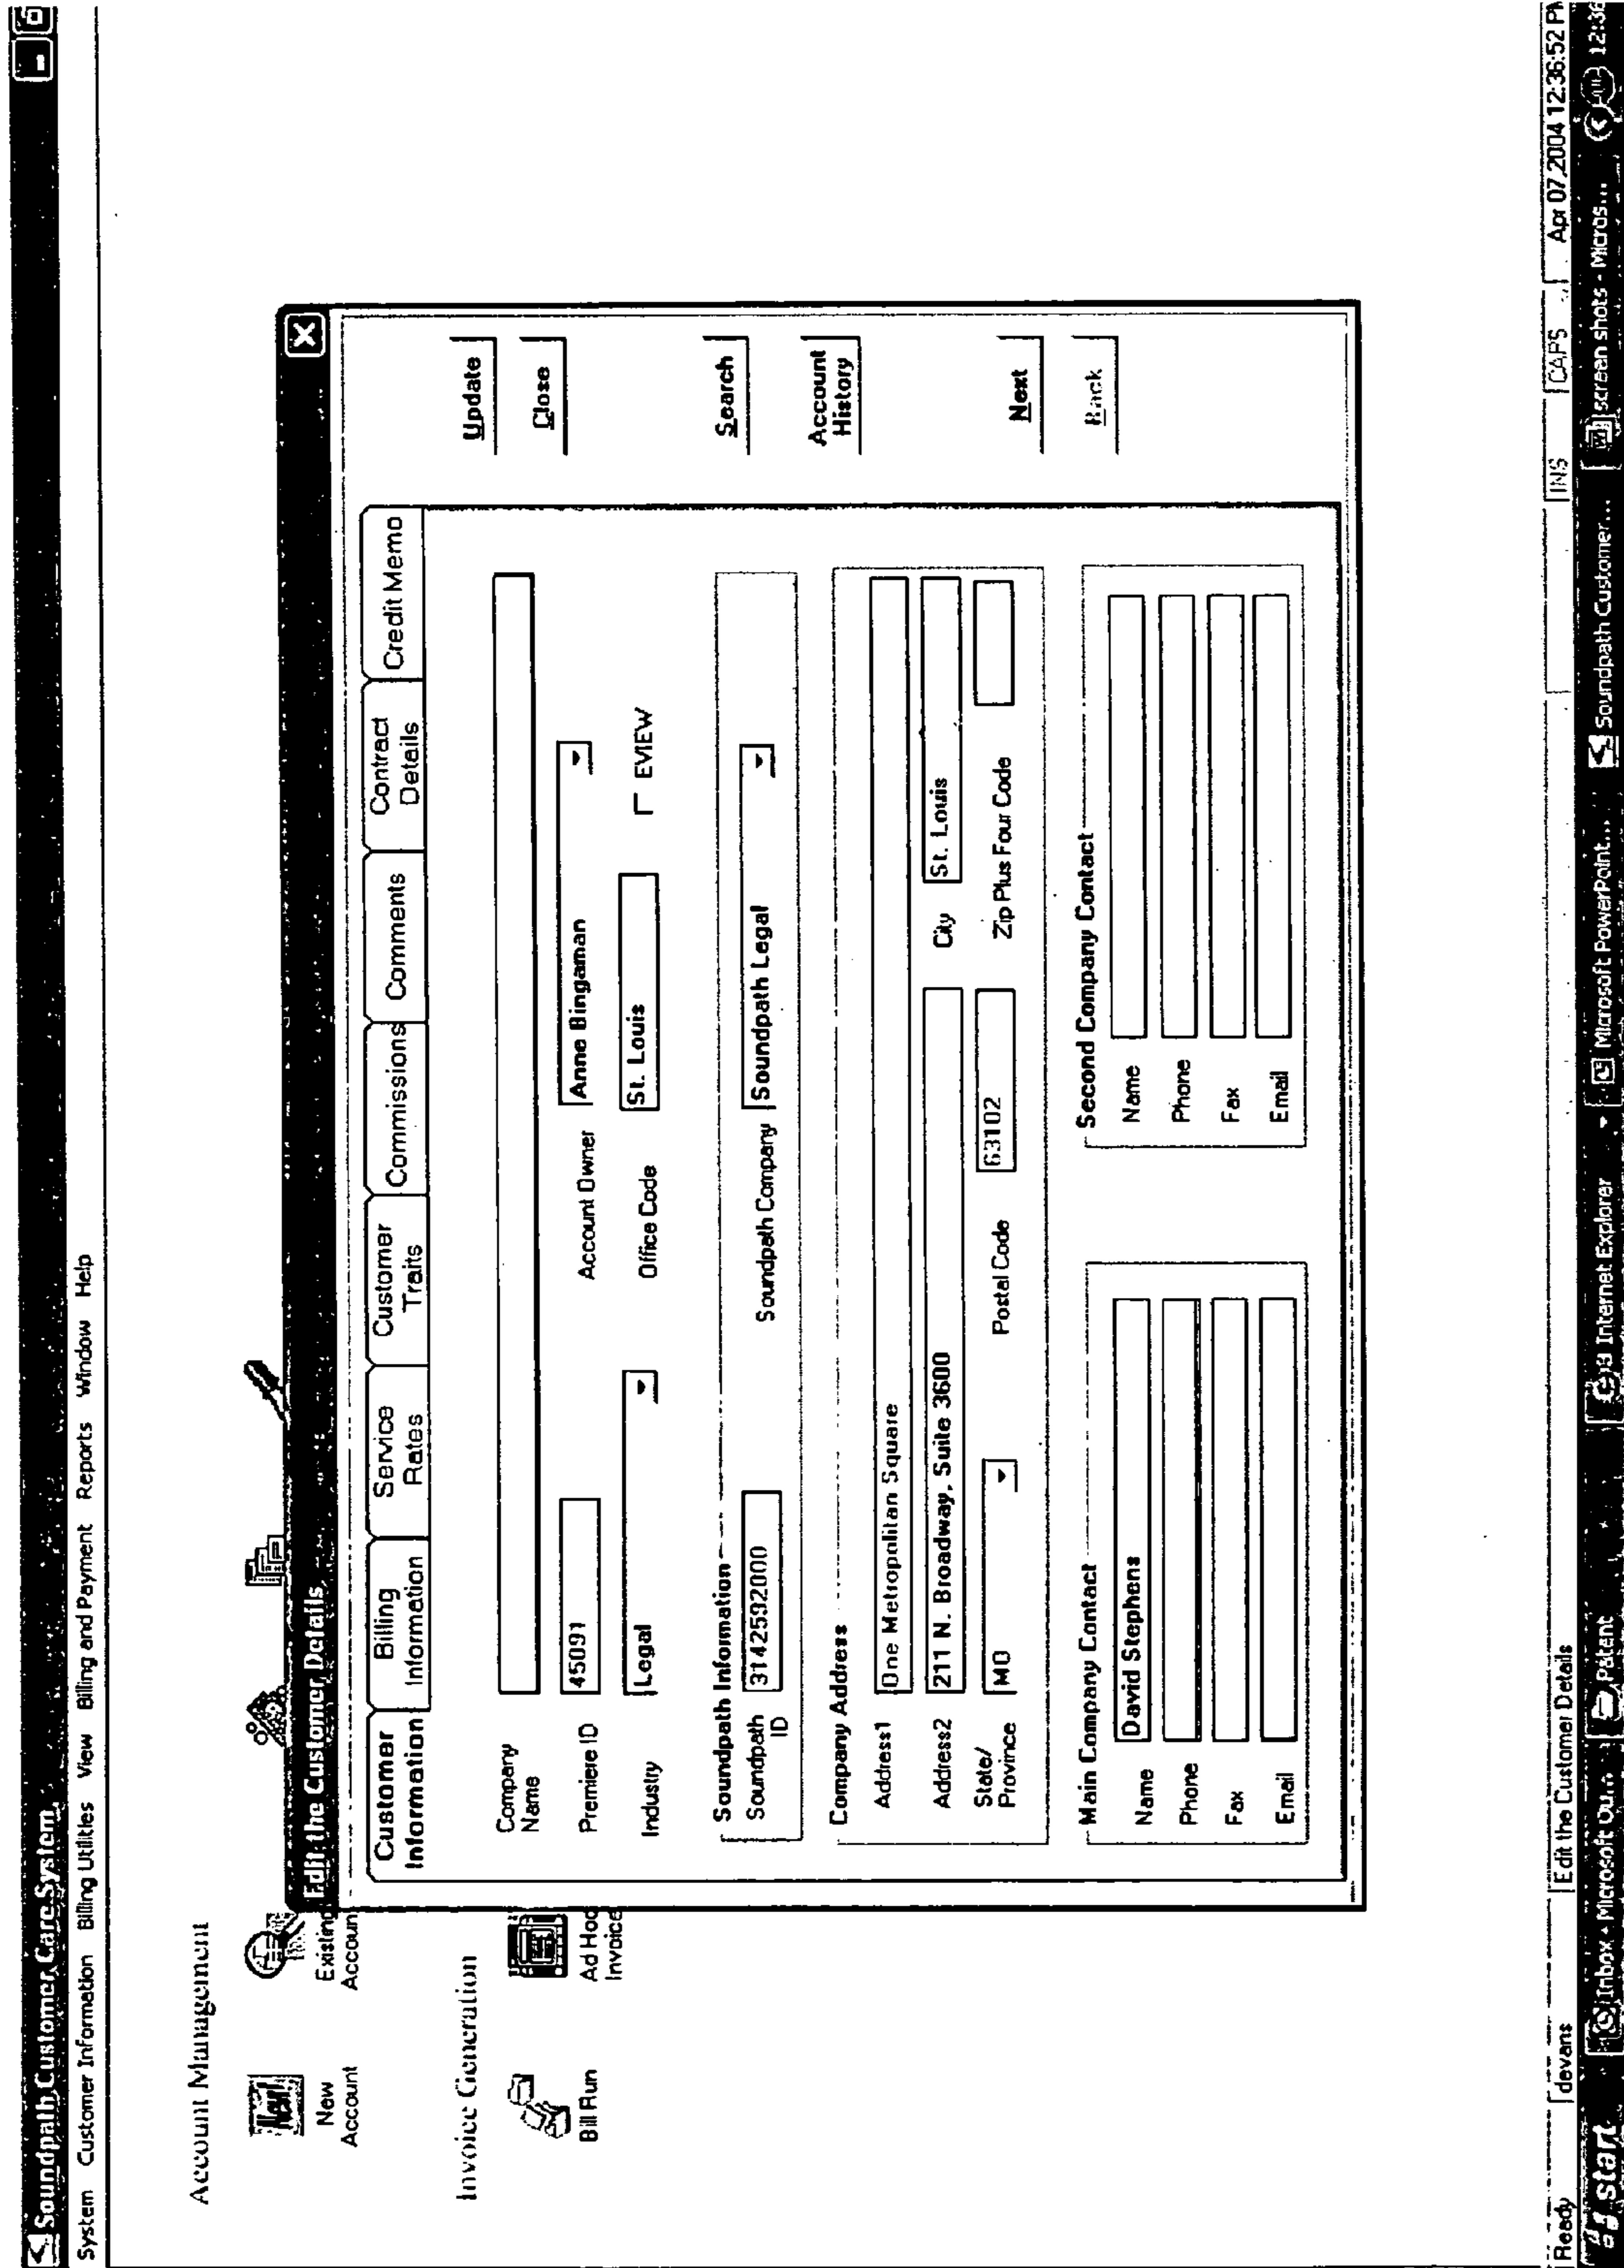 Soundpath Customer Care System
System Customer Information Billing Utilities View Billing and Payment Reports Window Help
Account Management
New Account
Existing Accoun
Invoice Generation
Bill Run
Ad Hoc Invoice
Edit the Customer Details
Customer Information
Billing Information
Service Rates
Customer Traits
Commissions
Comments
Contract Details
Credit Memo
Company Name
Premiere ID 45091
Account Owner Anne Bingaman
Industry Legal
Office Code St. Louis
EVIEW
Soundpath Information
Soundpath ID 3142592000
Soundpath Company Soundpath Legal
Company Address
Address1 One Metropolitan Square
Address2 211 N. Broadway, Suite 3600
City St. Louis
State/ Province MO
Postal Code 63102
Zip Plus Four Code
Main Company Contact
Name David Stephens
Phone
Fax
Email
Second Company Contact
Name
Phone
Fax
Email
Update
Close
Search
Account History
Next
Back
Ready devans Edit the Customer Details INS CAPS Apr 07,2004 12:36:52 PM
start Inbox - Microsoft Patent Internet Explorer Microsoft PowerPoint... Soundpath Customer... screen shots - Micros... 12:36